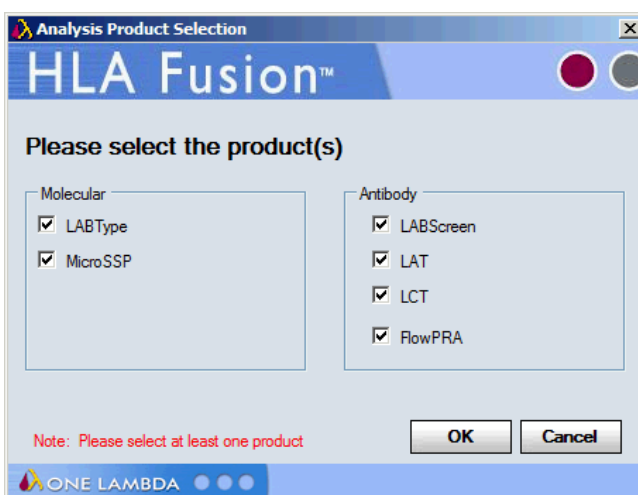 Analysis Product Selection
HLA Fusion™
Please select the product(s)
Molecular
LABType
MicroSSP
Antibody
LABScreen
LAT
LCT
FlowPRA
Note: Please select at least one product
OK
Cancel
ONE LAMBDA